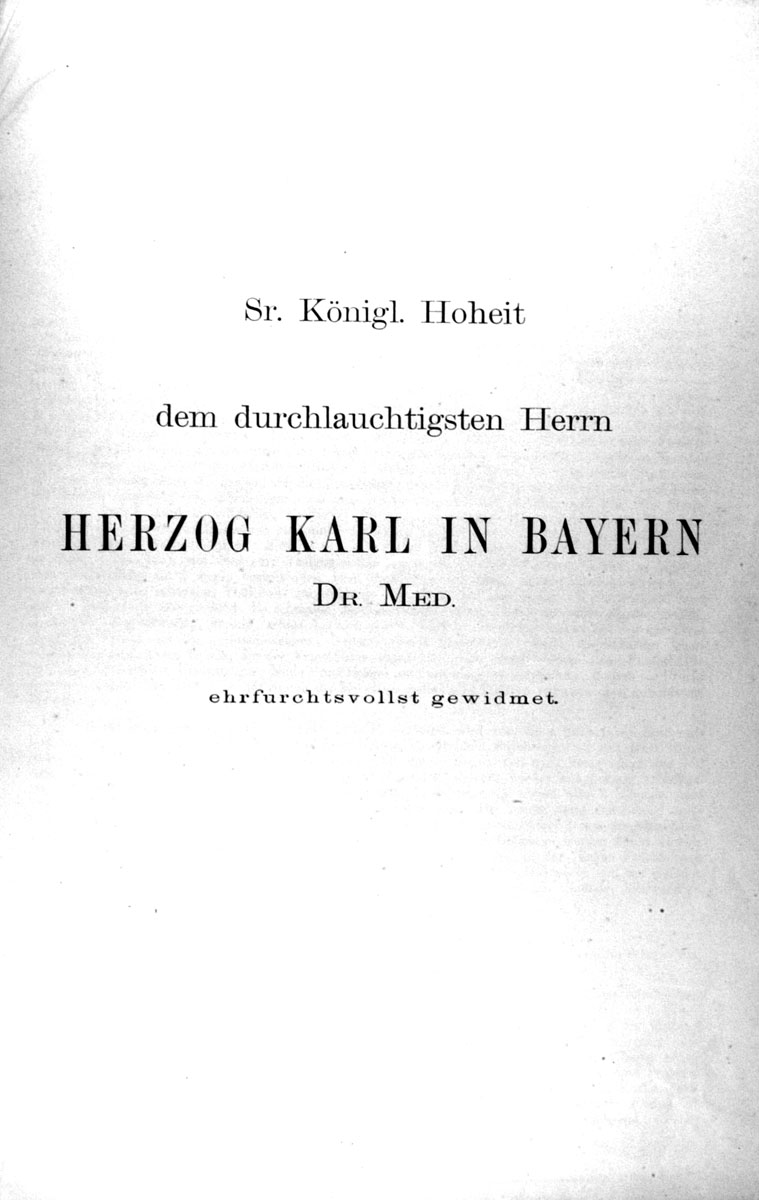 Sr. Königl. Hoheit
dem durchlauchtigsten Herrn
HERZOG KARL IN BAYERN
DR. MED.
ehrfurchtsvollst gewidmet.